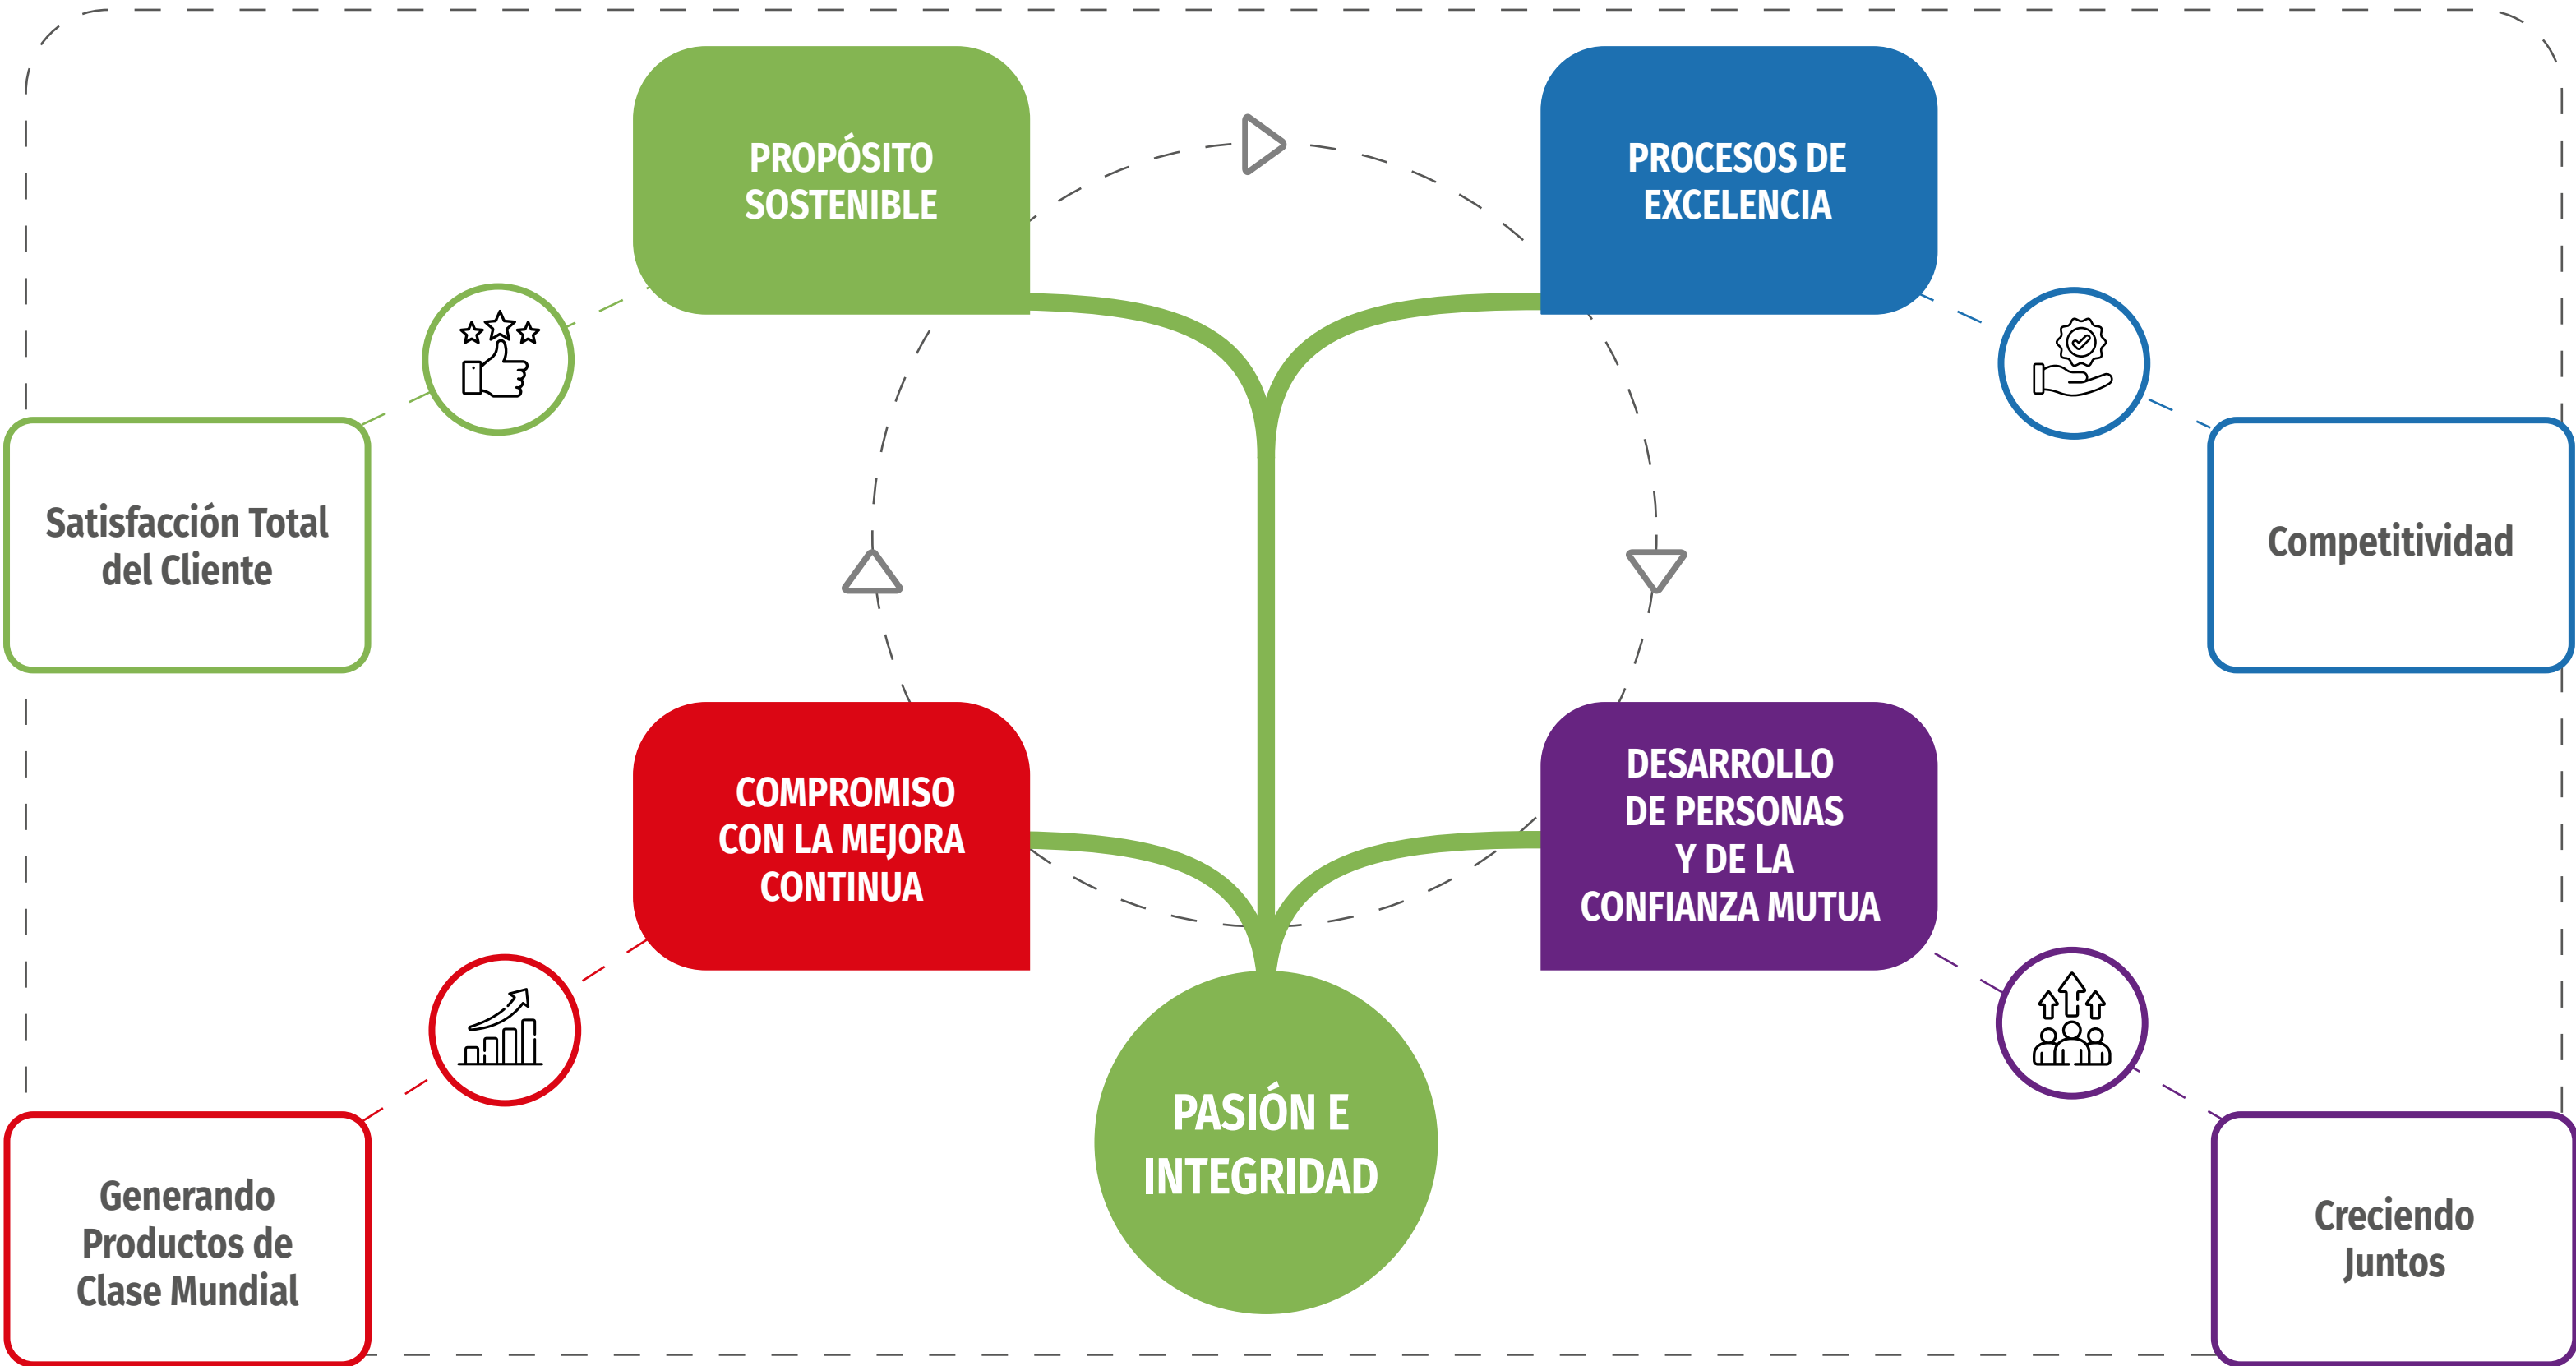 PROPÓSITO
SOSTENIBLE
PROCESOS DE
EXCELENCIA
Satisfacción Total
del Cliente
Competitividad
COMPROMISO
CON LA MEJORA
CONTINUA
DESARROLLO
DE PERSONAS
Y DE LA
CONFIANZA MUTUA
PASIÓN E
INTEGRIDAD
Generando
Productos de
Clase Mundial
Creciendo
Juntos